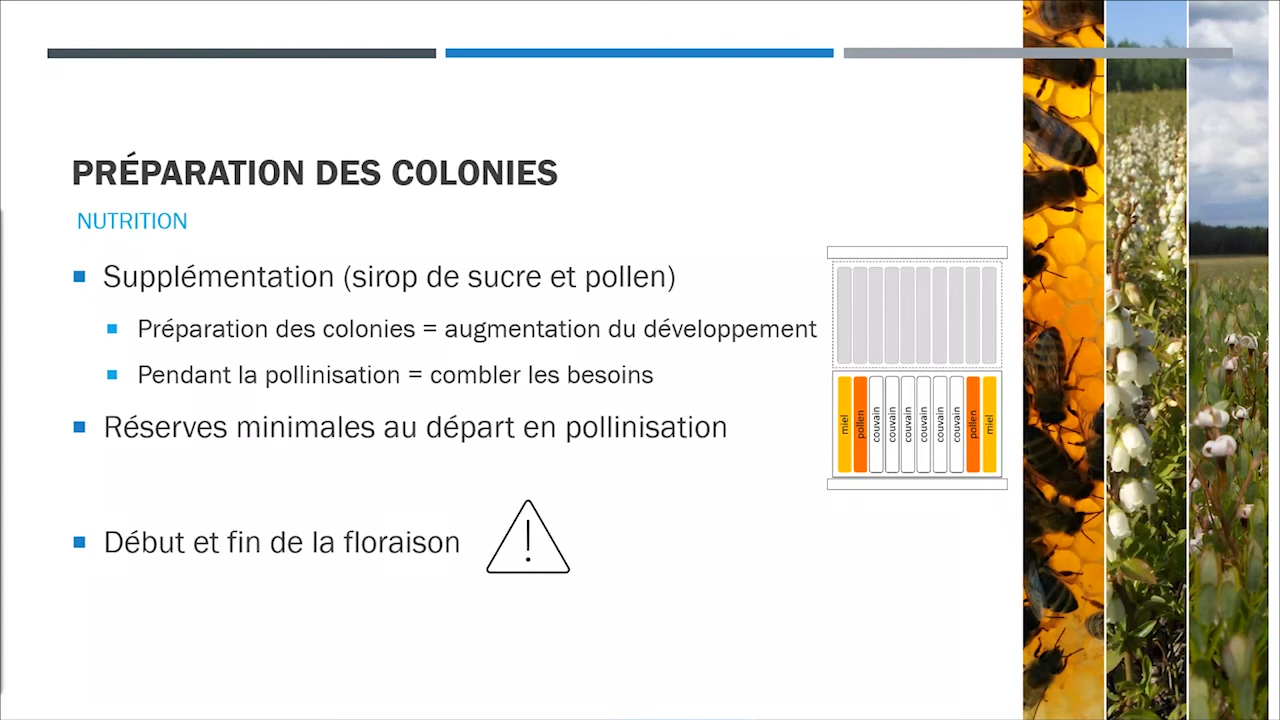 PRÉPARATION DES COLONIES
NUTRITION
Supplémentation (sirop de sucre et pollen)
Préparation des colonies = augmentation du développement
Pendant la pollinisation = combler les besoins
Réserves minimales au départ en pollinisation
Début et fin de la floraison
miel
pollen
couvain
couvain
couvain
couvain
couvain
couvain
pollen
miel